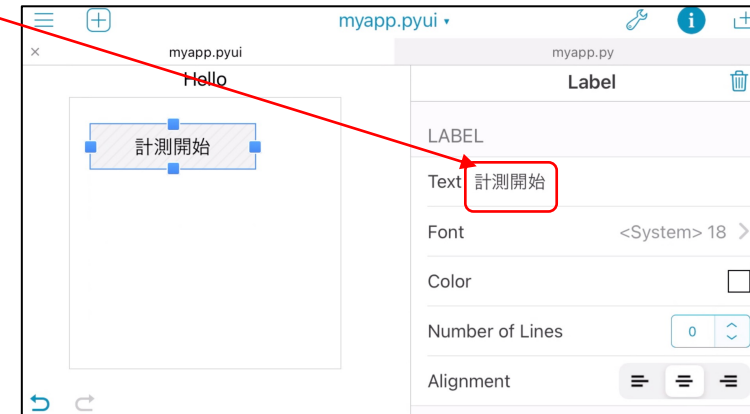 myapp.pyui ▾
× myapp.pyui
myapp.py
Hello
計測開始
Label
LABEL
Text 計測開始
Font <System> 18 >
Color
Number of Lines 0
Alignment